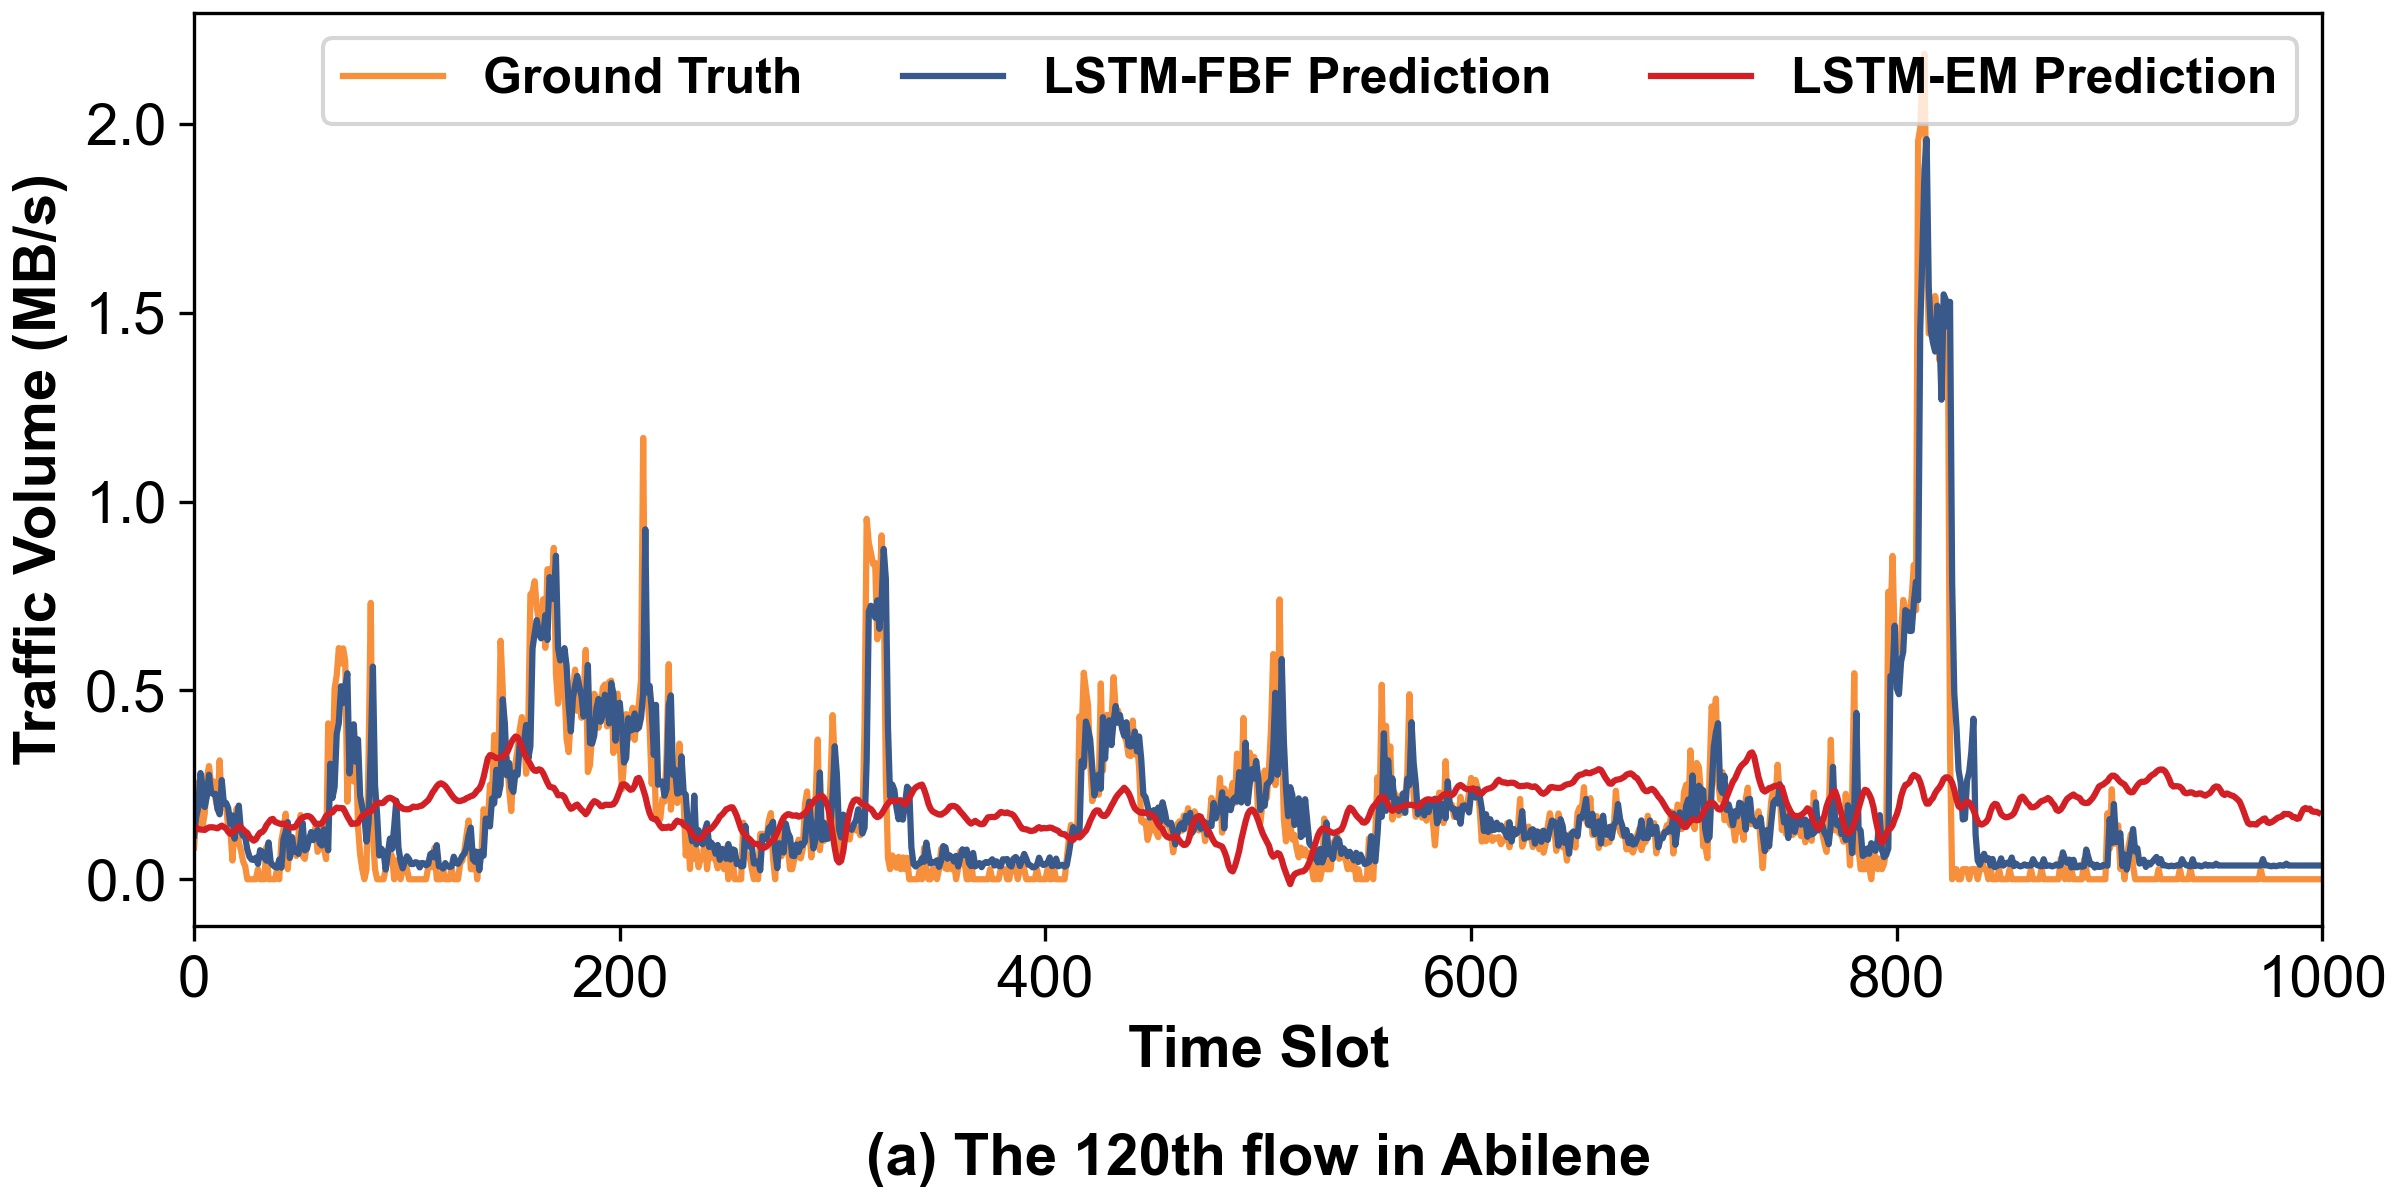 Ground Truth LSTM-FBF Prediction LSTM-EM Prediction
Traffic Volume (MB/s)
2.0
1.5
1.0
0.5
0.0
0 200 400 600 800 1000
Time Slot
(a) The 120th flow in Abilene